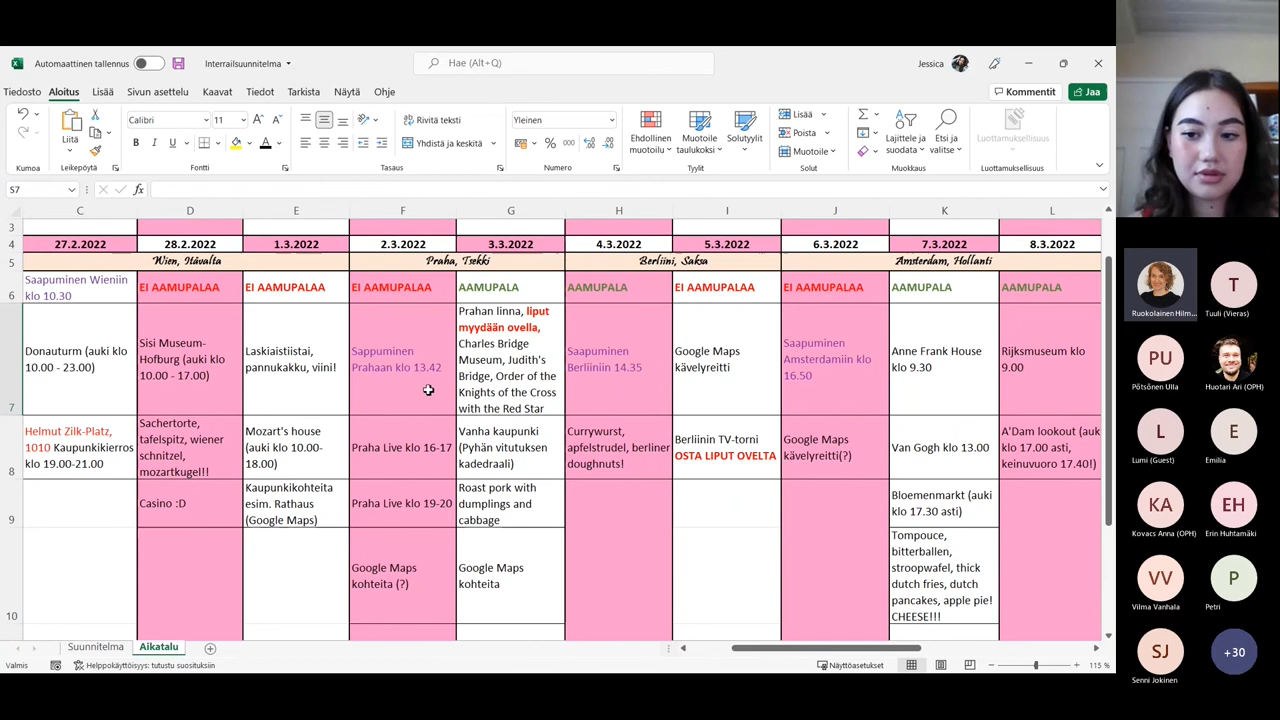 Automaattinen tallennus
Interrailsuunnitelma
Hae (Alt+Q)
Jessica
Tiedosto Aloitus Lisää Sivun asettelu Kaavat Tiedot Tarkista Näytä Ohje
Kommentit Jaa
Liitä
Kumoa
Leikepöytä
Calibri 11
Fontti
Rivitä teksti
Yhdistä ja keskitä
Tasaus
Yleinen
Numero
Ehdollinen muotoilu
Muotoile taulukoksi
Solutyylit
Tyylit
Lisää
Poista
Muotoile
Solut
Lajittele ja suodata
Etsi ja valitse
Muokkaus
Luottamuksellisuus
Luottamuksellisuus
S7
fx
C D E F G H I J K L
3
4 27.2.2022 28.2.2022 1.3.2022 2.3.2022 3.3.2022 4.3.2022 5.3.2022 6.3.2022 7.3.2022 8.3.2022
5 Wien, Itävalta Praha, Tsekki Berliini, Saksa Amsterdam, Hollanti
6
Saapuminen Wieniin
klo 10.30
EI AAMUPALAA
EI AAMUPALAA
EI AAMUPALAA
AAMUPALA
AAMUPALA
EI AAMUPALAA
EI AAMUPALAA
AAMUPALA
AAMUPALA
7
Donauturm (auki klo
10.00 - 23.00)
Sisi Museum-
Hofburg (auki klo
10.00 - 17.00)
Laskiaistiistai,
pannukakku, viini!
Sappuminen
Prahaan klo 13.42
Prahan linna, liput
myydään ovella,
Charles Bridge
Museum, Judith's
Bridge, Order of the
Knights of the Cross
with the Red Star
Saapuminen
Berliiniin 14.35
Google Maps
kävelyreitti
Saapuminen
Amsterdamiin klo
16.50
Anne Frank House
klo 9.30
Rijksmuseum klo
9.00
8
Helmut Zilk-Platz,
1010 Kaupunkikierros
klo 19.00-21.00
Sachertorte,
tafelspitz, wiener
schnitzel,
mozartkugel!!
Mozart's house
(auki klo 10.00-
18.00)
Praha Live klo 16-17
Vanha kaupunki
(Pyhän vitutuksen
kadedraali)
Currywurst,
apfelstrudel, berliner
doughnuts!
Berliinin TV-torni
OSTA LIPUT OVELTA
Google Maps
kävelyreitti(?)
Van Gogh klo 13.00
A'Dam lookout (auk
klo 17.00 asti,
keinuvuoro 17.40!)
9
Casino :D
Kaupunkikohteita
esim. Rathaus
(Google Maps)
Praha Live klo 19-20
Roast pork with
dumplings and
cabbage
Bloemenmarkt (auki
klo 17.30 asti)
10
Google Maps
kohteita (?)
Google Maps
kohteita
Tompouce,
bitterballen,
stroopwafel, thick
dutch fries, dutch
pancakes, apple pie!
CHEESE!!!
Suunnitelma Aikatalu
Valmis
Helppokäyttöisyys: tutustu suosituksiin
Näyttöasetukset
115 %
Ruokolainen Hilm...
T
Tuuli (Vieras)
PU
Pötsönen Ulla
Huotari Ari (OPH)
L
Lumi (Guest)
E
Emilia
KA
Kovacs Anna (OPH)
EH
Erin Huhtamäki
VV
Vilma Vanhala
P
Petri
SJ
Senni Jokinen
+30